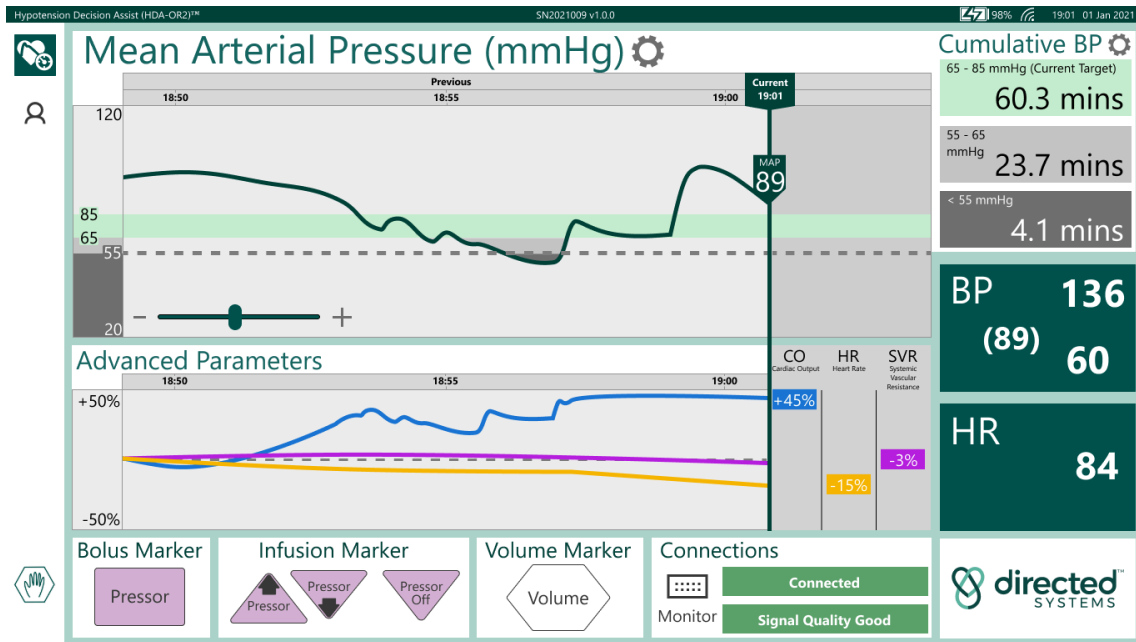 Hypotension Decision Assist (HDA-OR2)™
SN2021009 v1.0.0
98%
19:01 01 Jan 2021
Mean Arterial Pressure (mmHg)
Previous
Current
18:50
18:55
19:00
19:01
120
85
65
55
20
MAP
89
Cumulative BP
65 - 85 mmHg (Current Target)
60.3 mins
55 - 65
mmHg
23.7 mins
< 55 mmHg
4.1 mins
BP
136
(89)
60
HR
84
Advanced Parameters
18:50
18:55
19:00
CO
Cardiac Output
HR
Heart Rate
SVR
Systemic
Vascular
Resistance
+50%
-50%
+45%
-15%
-3%
Bolus Marker
Pressor
Infusion Marker
Pressor
Pressor
Pressor
Off
Volume Marker
Volume
Connections
Monitor
Connected
Signal Quality Good
directed™
SYSTEMS